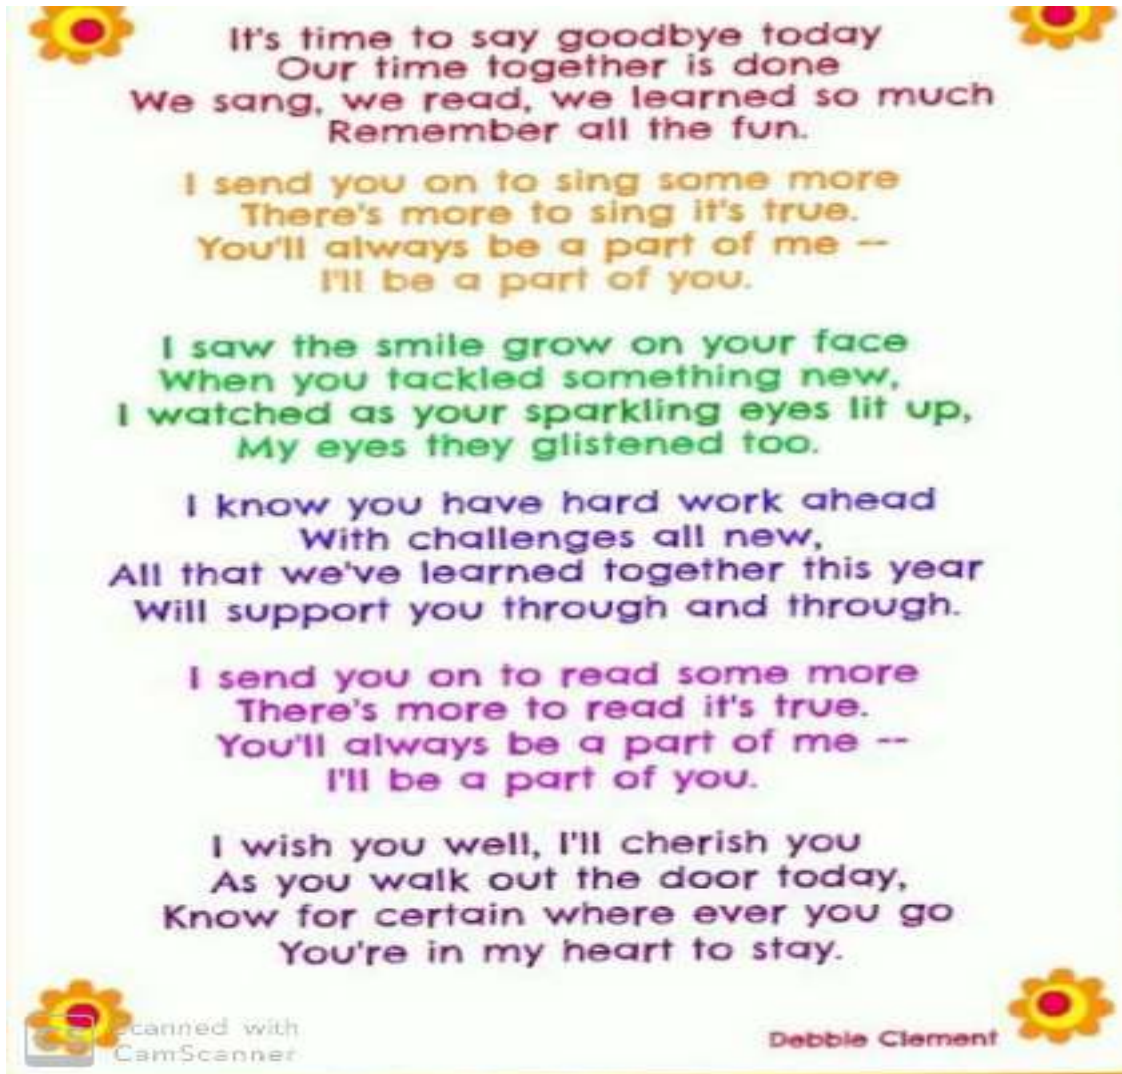 It's time to say goodbye today
Our time together is done
We sang, we read, we learned so much
Remember all the fun.
I send you on to sing some more
There's more to sing it's true.
You'll always be a part of me --
I'll be a part of you.
I saw the smile grow on your face
When you tackled something new,
I watched as your sparkling eyes lit up,
My eyes they glistened too.
I know you have hard work ahead
With challenges all new,
All that we've learned together this year
Will support you through and through.
I send you on to read some more
There's more to read it's true.
You'll always be a part of me --
I'll be a part of you.
I wish you well, I'll cherish you
As you walk out the door today,
Know for certain where ever you go
You're in my heart to stay.
Debbie Clement
Scanned with
CamScanner